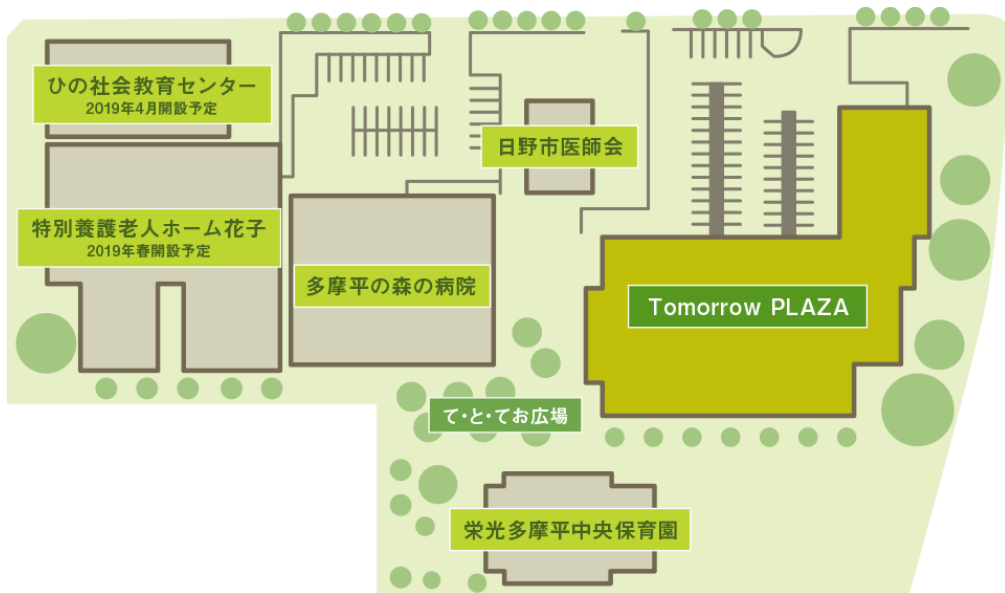 ひの社会教育センター
2019年4月開設予定
日野市医師会
特別養護老人ホーム花子
2019年春開設予定
多摩平の森の病院
Tomorrow PLAZA
て・と・てお広場
栄光多摩平中央保育園